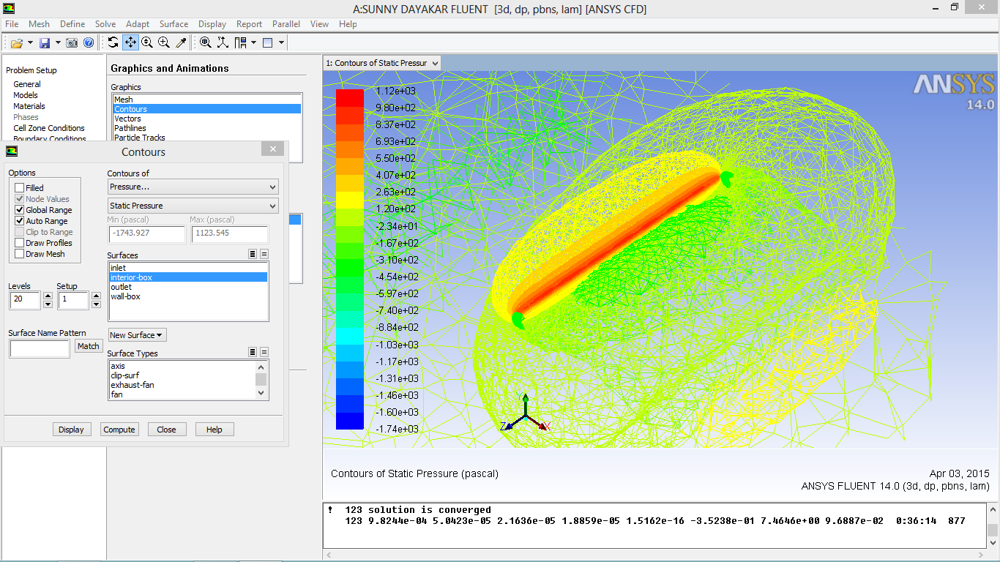 A:SUNNY DAYAKAR FLUENT [3d, dp, pbns, lam] [ANSYS CFD]
File Mesh Define Solve Adapt Surface Display Report Parallel View Help
Problem Setup
General
Models
Materials
Phases
Cell Zone Conditions
Boundary Conditions
Graphics and Animations
Graphics
Mesh
Contours
Vectors
Pathlines
Particle Tracks
Contours
Options
Filled
Node Values
Global Range
Auto Range
Clip to Range
Draw Profiles
Draw Mesh
Levels Setup
20 1
Surface Name Pattern
Match
Contours of
Pressure...
Static Pressure
Min (pascal) Max (pascal)
-1743.927 1123.545
Surfaces
inlet
interior-box
outlet
wall-box
New Surface
Surface Types
axis
clip-surf
exhaust-fan
fan
Display Compute Close Help
1: Contours of Static Pressur
1.12e+03
9.80e+02
8.37e+02
6.93e+02
5.50e+02
4.07e+02
2.63e+02
1.20e+02
-2.34e+01
-1.67e+02
-3.10e+02
-4.54e+02
-5.97e+02
-7.40e+02
-8.84e+02
-1.03e+03
-1.17e+03
-1.31e+03
-1.46e+03
-1.60e+03
-1.74e+03
ANSYS
14.0
Y
Z X
Contours of Static Pressure (pascal)
Apr 03, 2015
ANSYS FLUENT 14.0 (3d, dp, pbns, lam)
! 123 solution is converged
123 9.8244e-04 5.0423e-05 2.1636e-05 1.8859e-05 1.5162e-16 -3.5238e-01 7.4646e+00 9.6887e-02 0:36:14 877